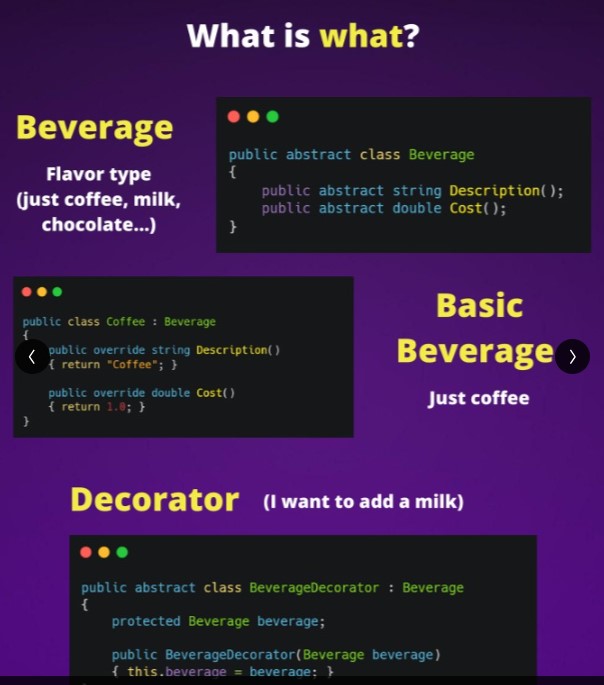 What is what?
Beverage
Flavor type
(just coffee, milk,
chocolate...)
public abstract class Beverage
{
public abstract string Description();
public abstract double Cost();
}
public class Coffee : Beverage
{
public override string Description()
{ return "Coffee"; }
public override double Cost()
{ return 1.0; }
}
Basic
Beverage
Just coffee
Decorator (I want to add a milk)
public abstract class BeverageDecorator : Beverage
{
protected Beverage beverage;
public BeverageDecorator(Beverage beverage)
{ this.beverage = beverage; }